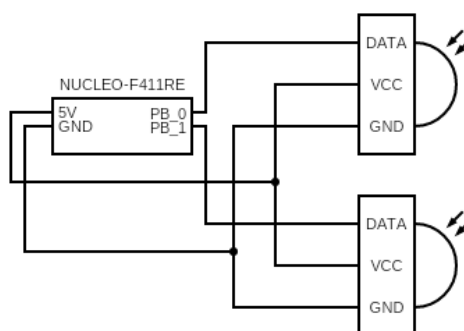 DATA
NUCLEO-F411RE
VCC
5V
PB_0
GND
PB_1
GND
DATA
VCC
GND